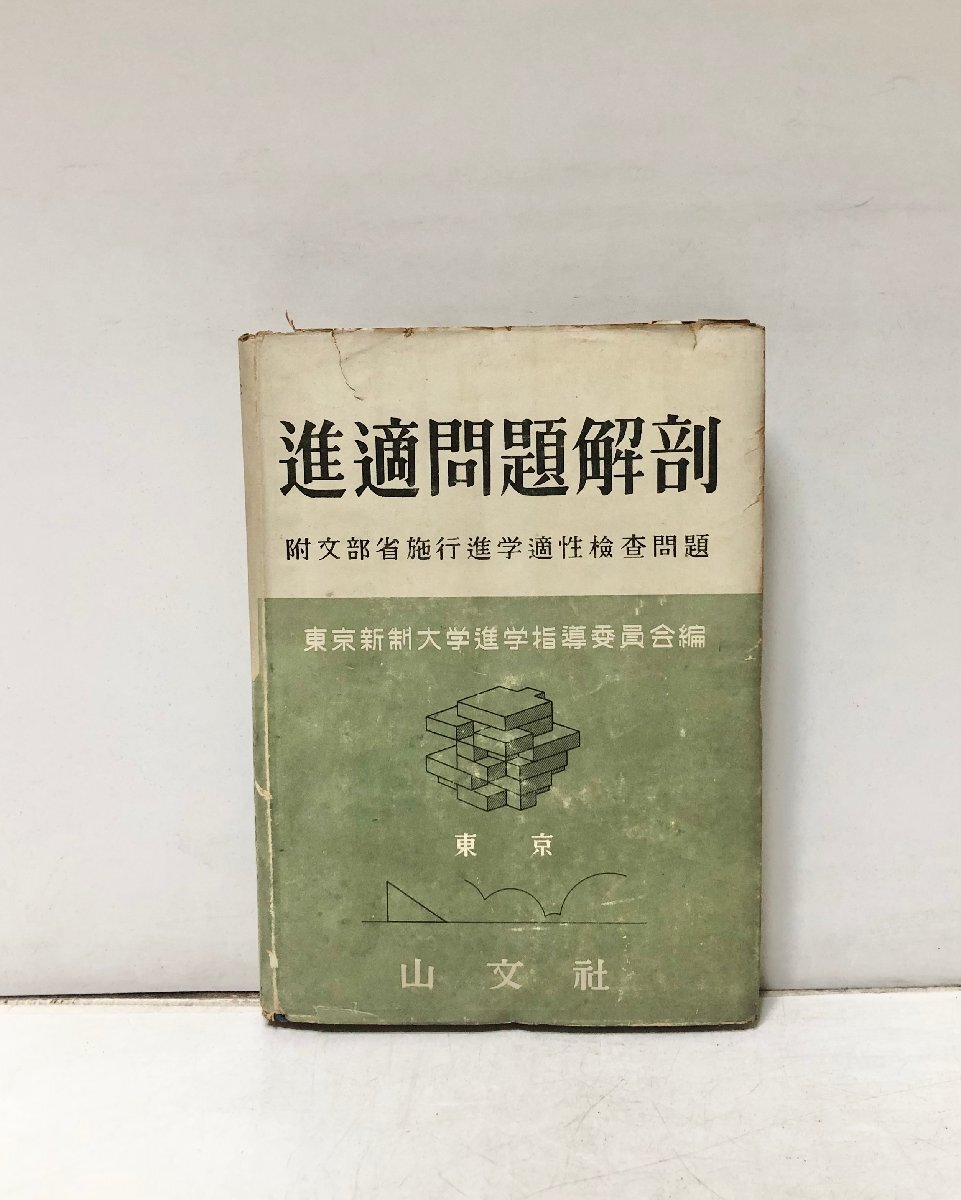 進適問題解剖
附文部省施行進学適性檢査問題
東京新制大学進学指導委員会編
東京
山文社